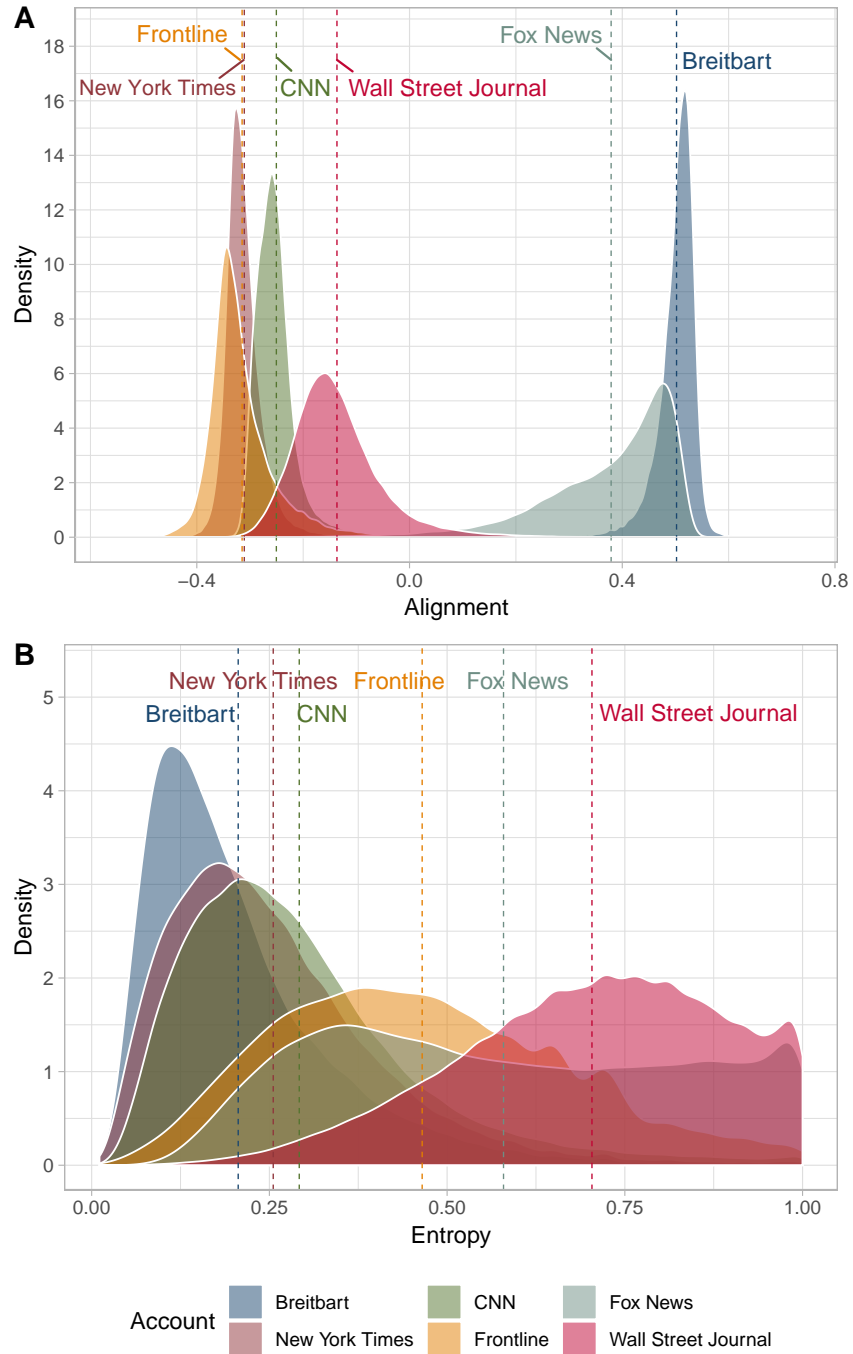 A
18
Frontline
Fox News
Breitbart
New York Times
CNN
Wall Street Journal
16
14
12
10
8
6
4
2
0
Density
−0.4
0.0
0.4
0.8
Alignment
B
5
New York Times
Frontline
Fox News
Breitbart
CNN
Wall Street Journal
4
3
2
1
0
Density
0.00
0.25
0.50
0.75
1.00
Entropy
Account
Breitbart
CNN
Fox News
New York Times
Frontline
Wall Street Journal